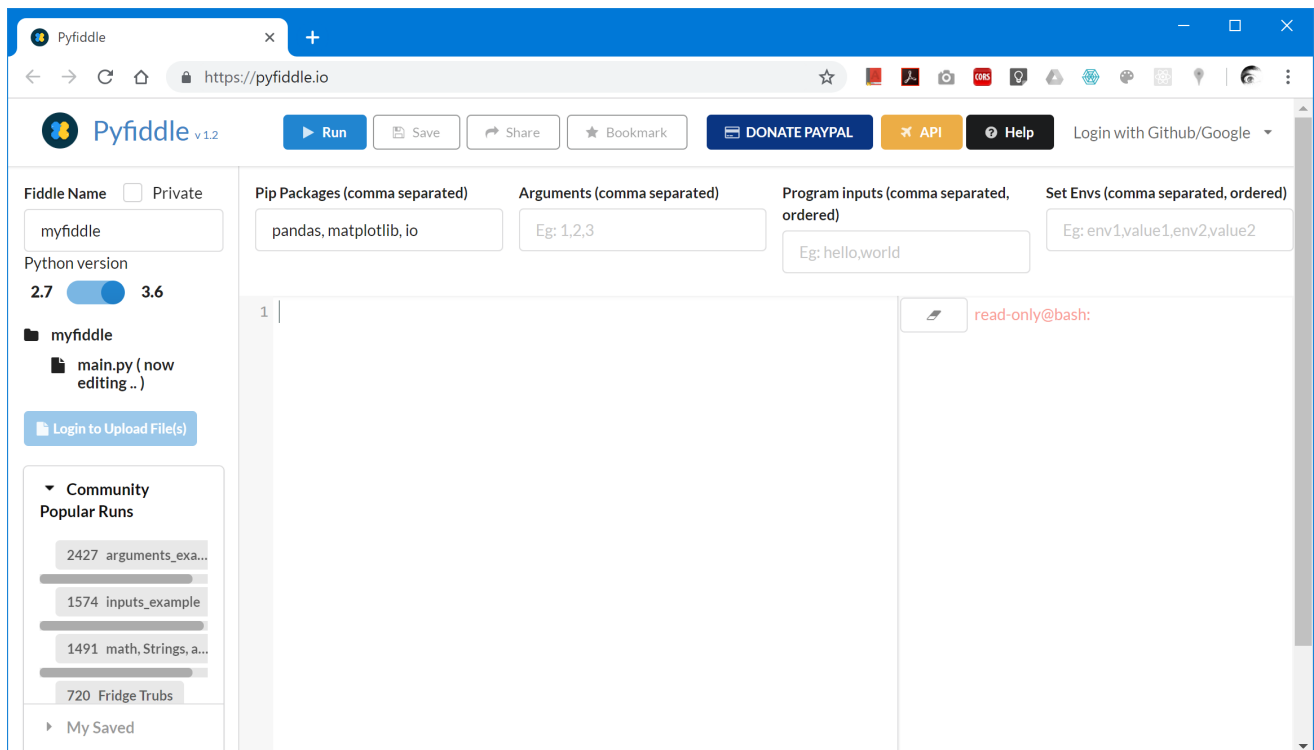 Pyfiddle
https://pyfiddle.io
CORS
Pyfiddle v 1.2
Run
Save
Share
Bookmark
DONATE PAYPAL
API
Help
Login with Github/Google
Fiddle Name
Private
myfiddle
Python version
2.7
3.6
myfiddle
main.py ( now
editing .. )
Login to Upload File(s)
Community
Popular Runs
2427 arguments_exa...
1574 inputs_example
1491 math, Strings, a...
720 Fridge Trubs
My Saved
Pip Packages (comma separated)
pandas, matplotlib, io
Arguments (comma separated)
Eg: 1,2,3
Program inputs (comma separated,
ordered)
Eg: hello,world
Set Envs (comma separated, ordered)
Eg: env1,value1,env2,value2
1
read-only@bash: